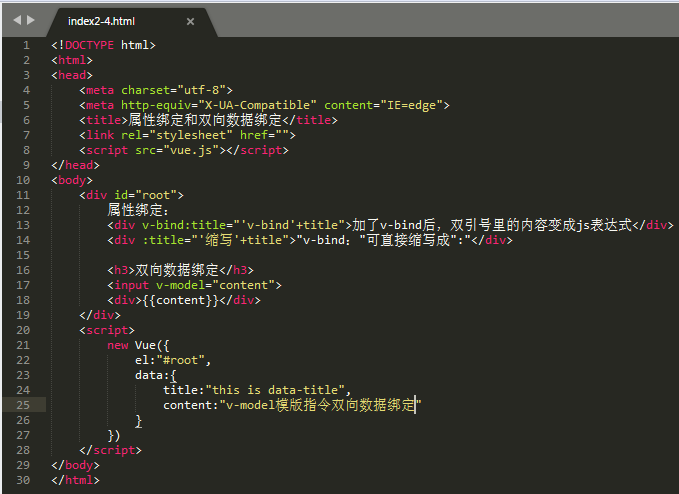 index2-4.html
1 <!DOCTYPE html>
2 <html>
3 <head>
4 <meta charset="utf-8">
5 <meta http-equiv="X-UA-Compatible" content="IE=edge">
6 <title>属性绑定和双向数据绑定</title>
7 <link rel="stylesheet" href="">
8 <script src="vue.js"></script>
9 </head>
10 <body>
11 <div id="root">
12 属性绑定：
13 <div v-bind:title="'v-bind'+title">加了v-bind后，双引号里的内容变成js表达式</div>
14 <div :title="'缩写'+title">"v-bind："可直接缩写成":"</div>
15
16 <h3>双向数据绑定</h3>
17 <input v-model="content">
18 <div>{{content}}</div>
19 </div>
20 <script>
21 new Vue({
22 el:"#root",
23 data:{
24 title:"this is data-title",
25 content:"v-model模版指令双向数据绑定"
26 }
27 })
28 </script>
29 </body>
30 </html>